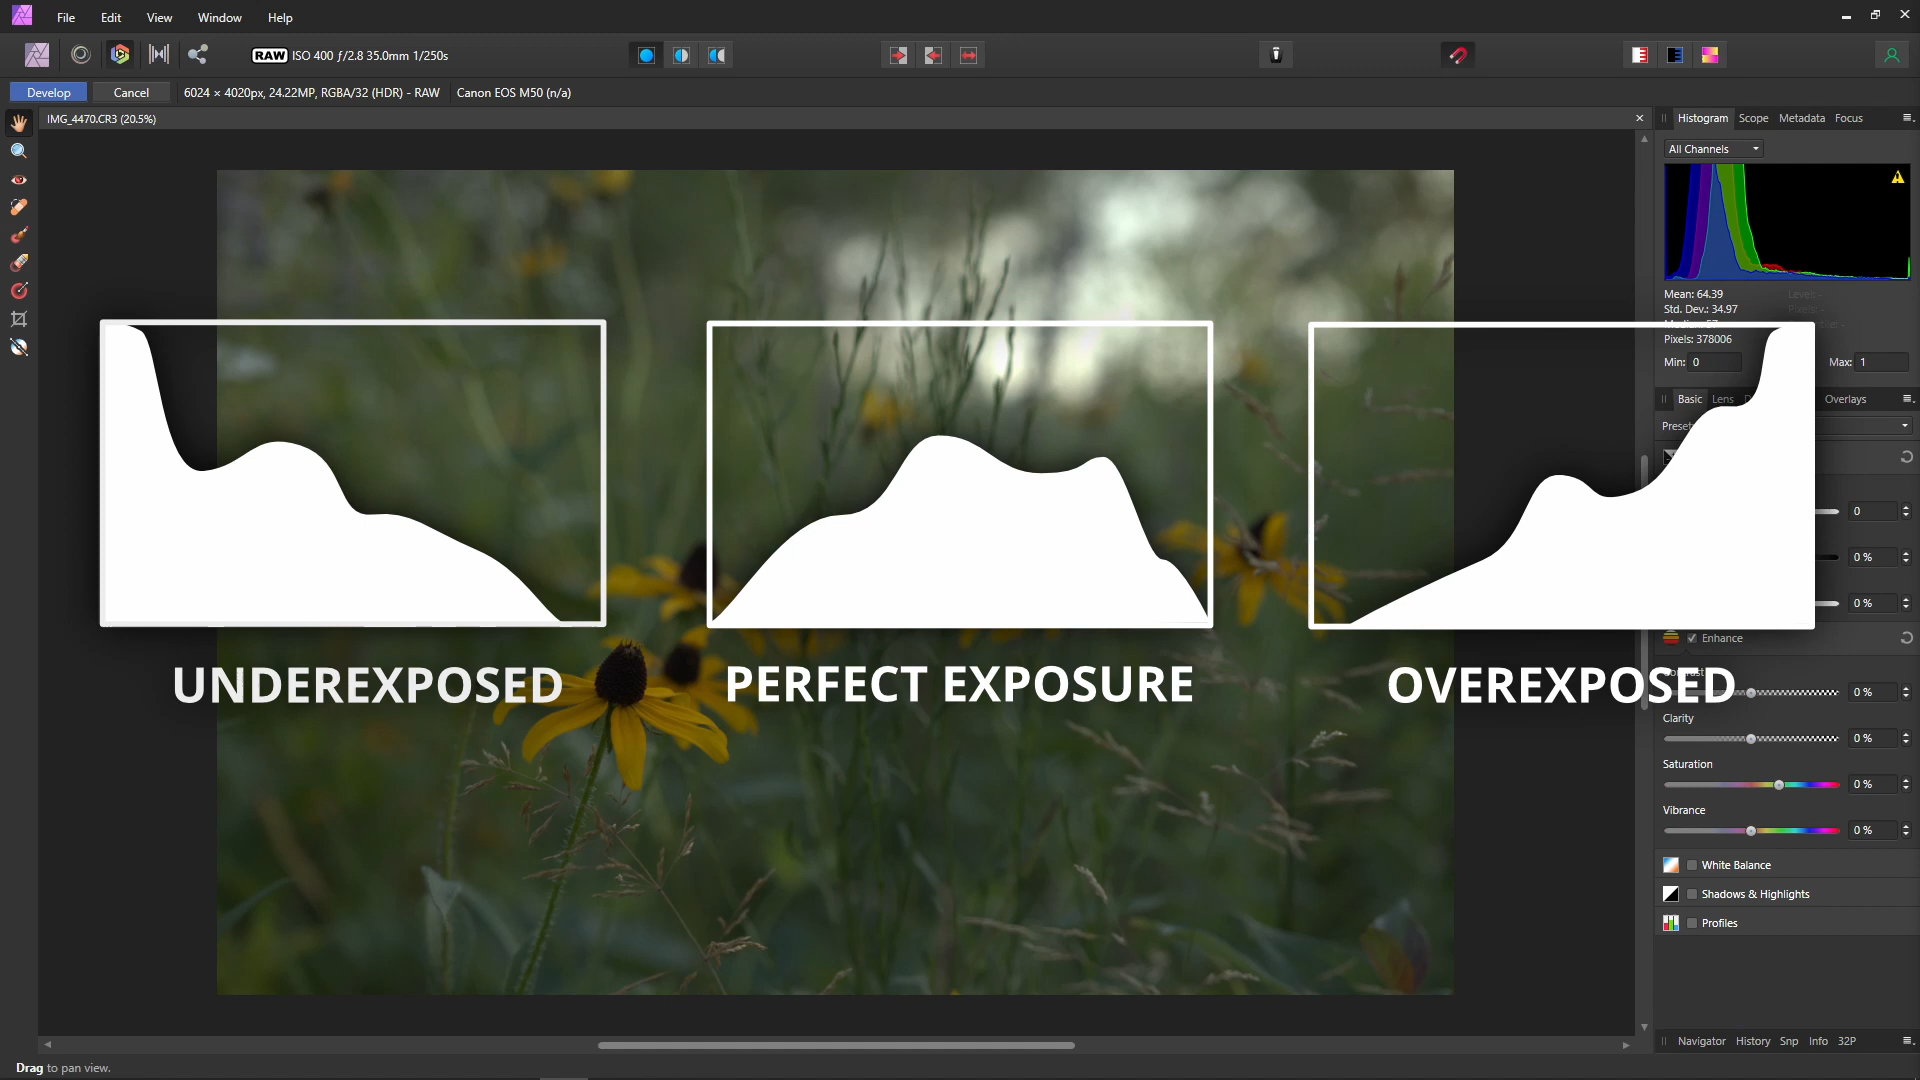 File Edit View Window Help
RAW ISO 400 ƒ/2.8 35.0mm 1/250s
Develop Cancel 6024 × 4020px, 24.22MP, RGBA/32 (HDR) - RAW Canon EOS M50 (n/a)
IMG_4470.CR3 (20.5%)
Histogram Scope Metadata Focus
All Channels
Mean: 64.39
Std. Dev.: 34.97
Pixels: 378006
Min: 0 Max: 1
Basic Lens Overlays
0
0 %
0 %
Enhance
UNDEREXPOSED PERFECT EXPOSURE OVEREXPOSED
0 %
Clarity
0 %
Saturation
0 %
Vibrance
0 %
White Balance
Shadows & Highlights
Profiles
Navigator History Snp Info 32P
Drag to pan view.